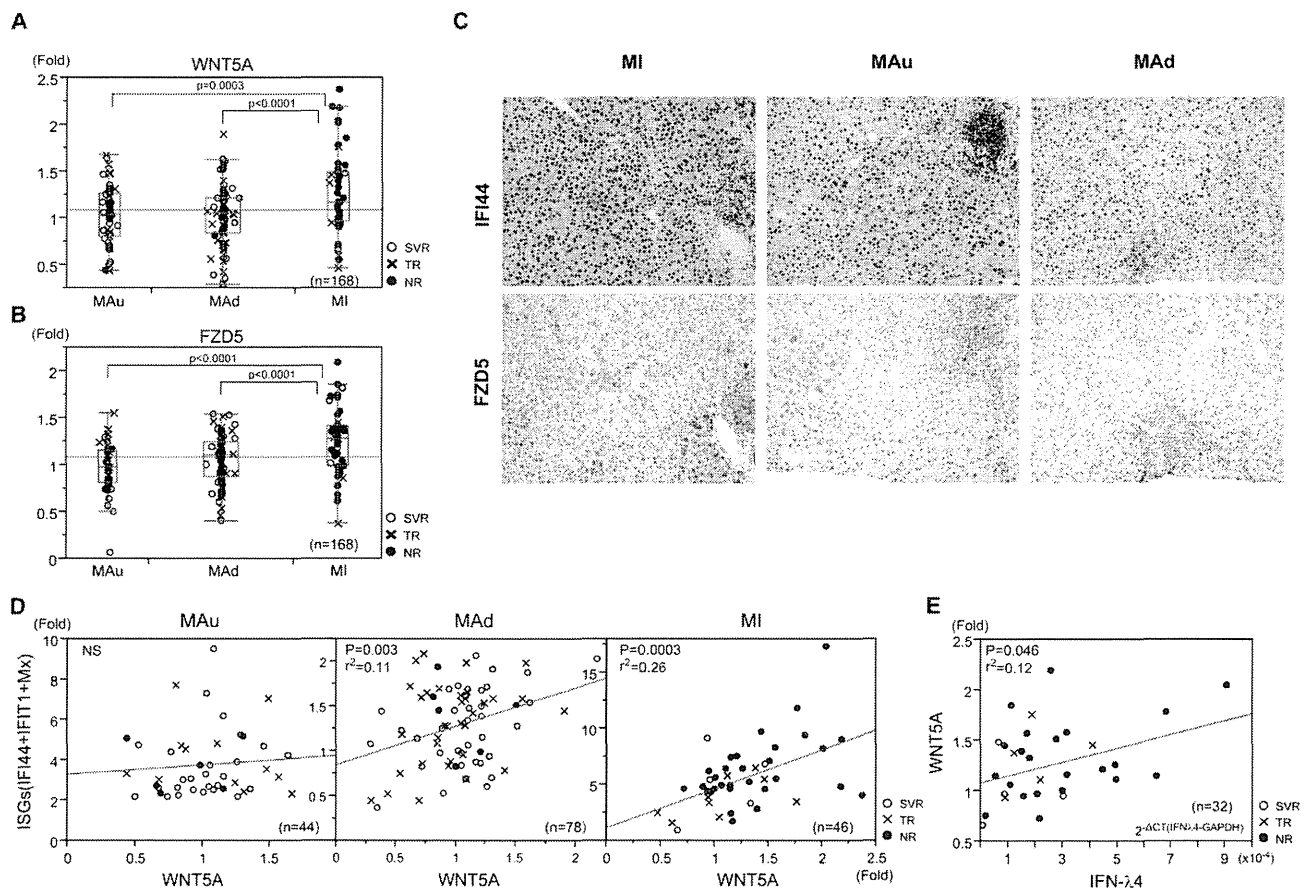 A
(Fold)
WNT5A
2.5
2.0
1.5
1.0
0.5
p=0.0003
p<0.0001
SVR
TR
NR
(n=168)
MAu
MAd
MI
B
(Fold)
FZD5
2
1.5
1
0.5
0
p<0.0001
p<0.0001
SVR
TR
NR
(n=168)
MAu
MAd
MI
C
MI
MAu
MAd
IFI44
FZD5
D
(Fold)
ISGs(IFI44+IFIT1+Mx)
MAu
NS
10
8
6
4
2
0
(n=44)
0
0.5
1
1.5
WNT5A
MAd
P=0.003
r²=0.11
2.0
1.5
1.0
0.5
(n=78)
0
0.5
1
1.5
2
WNT5A
MI
P=0.0003
r²=0.26
15
10
5
(n=46)
0
0.5
1
1.5
2
2.5
WNT5A
(Fold)
SVR
TR
NR
E
(Fold)
WNT5A
2.5
2
1.5
1
0.5
P=0.046
r²=0.12
(n=32)
2^-ΔCT(IFNλ4-GAPDH)
1
3
5
7
9
(x10⁻⁴)
IFN-λ4
SVR
TR
NR